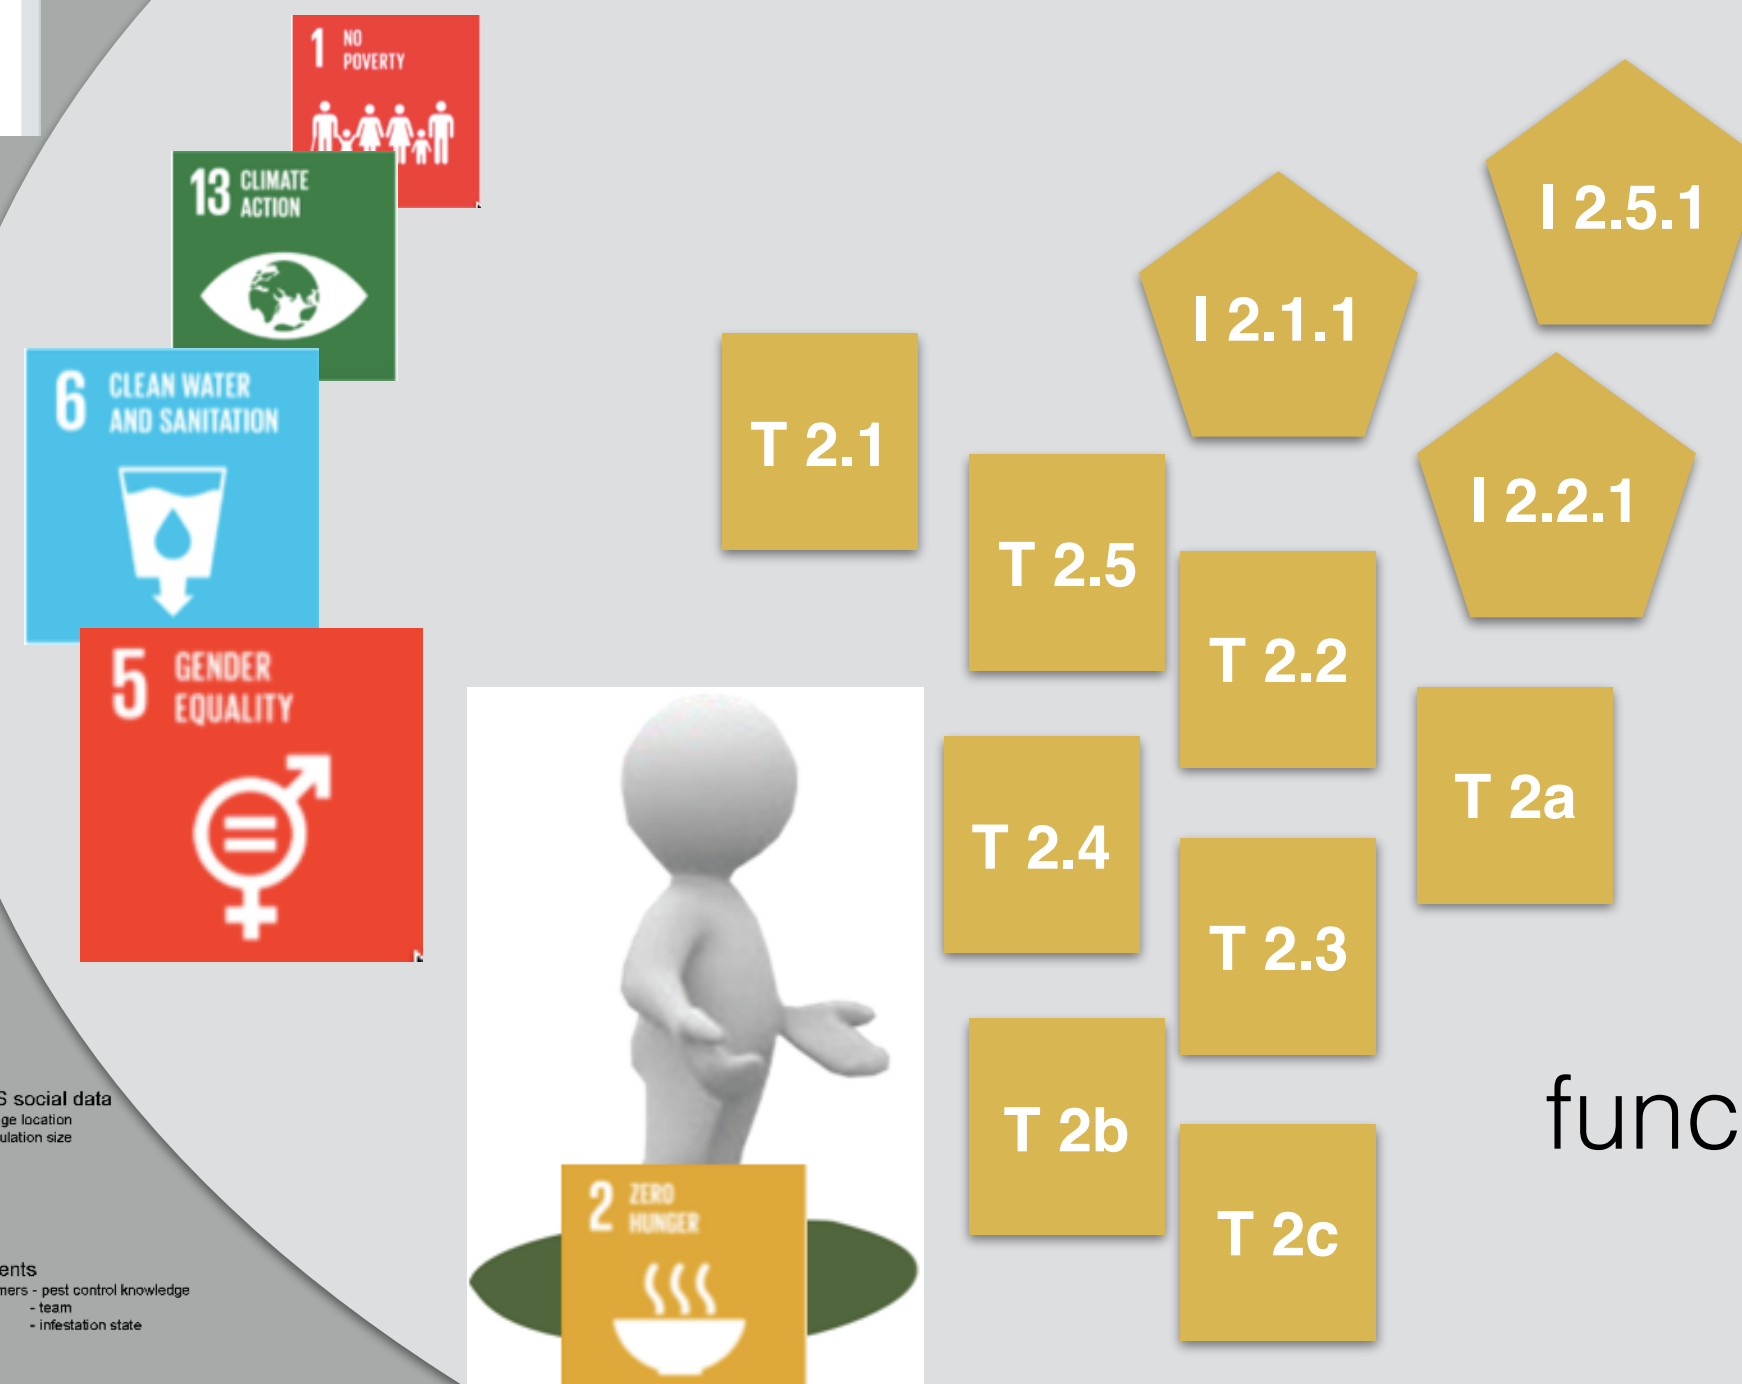 1 NO
POVERTY
13 CLIMATE
ACTION
6 CLEAN WATER
AND SANITATION
5 GENDER
EQUALITY
I 2.5.1
I 2.1.1
T 2.1
I 2.2.1
T 2.5
T 2.2
T 2a
T 2.4
T 2.3
T 2b
T 2c
func
2 ZERO
HUNGER
S social data
ge location
ulation size
ents
mers - pest control knowledge
- team
- infestation state